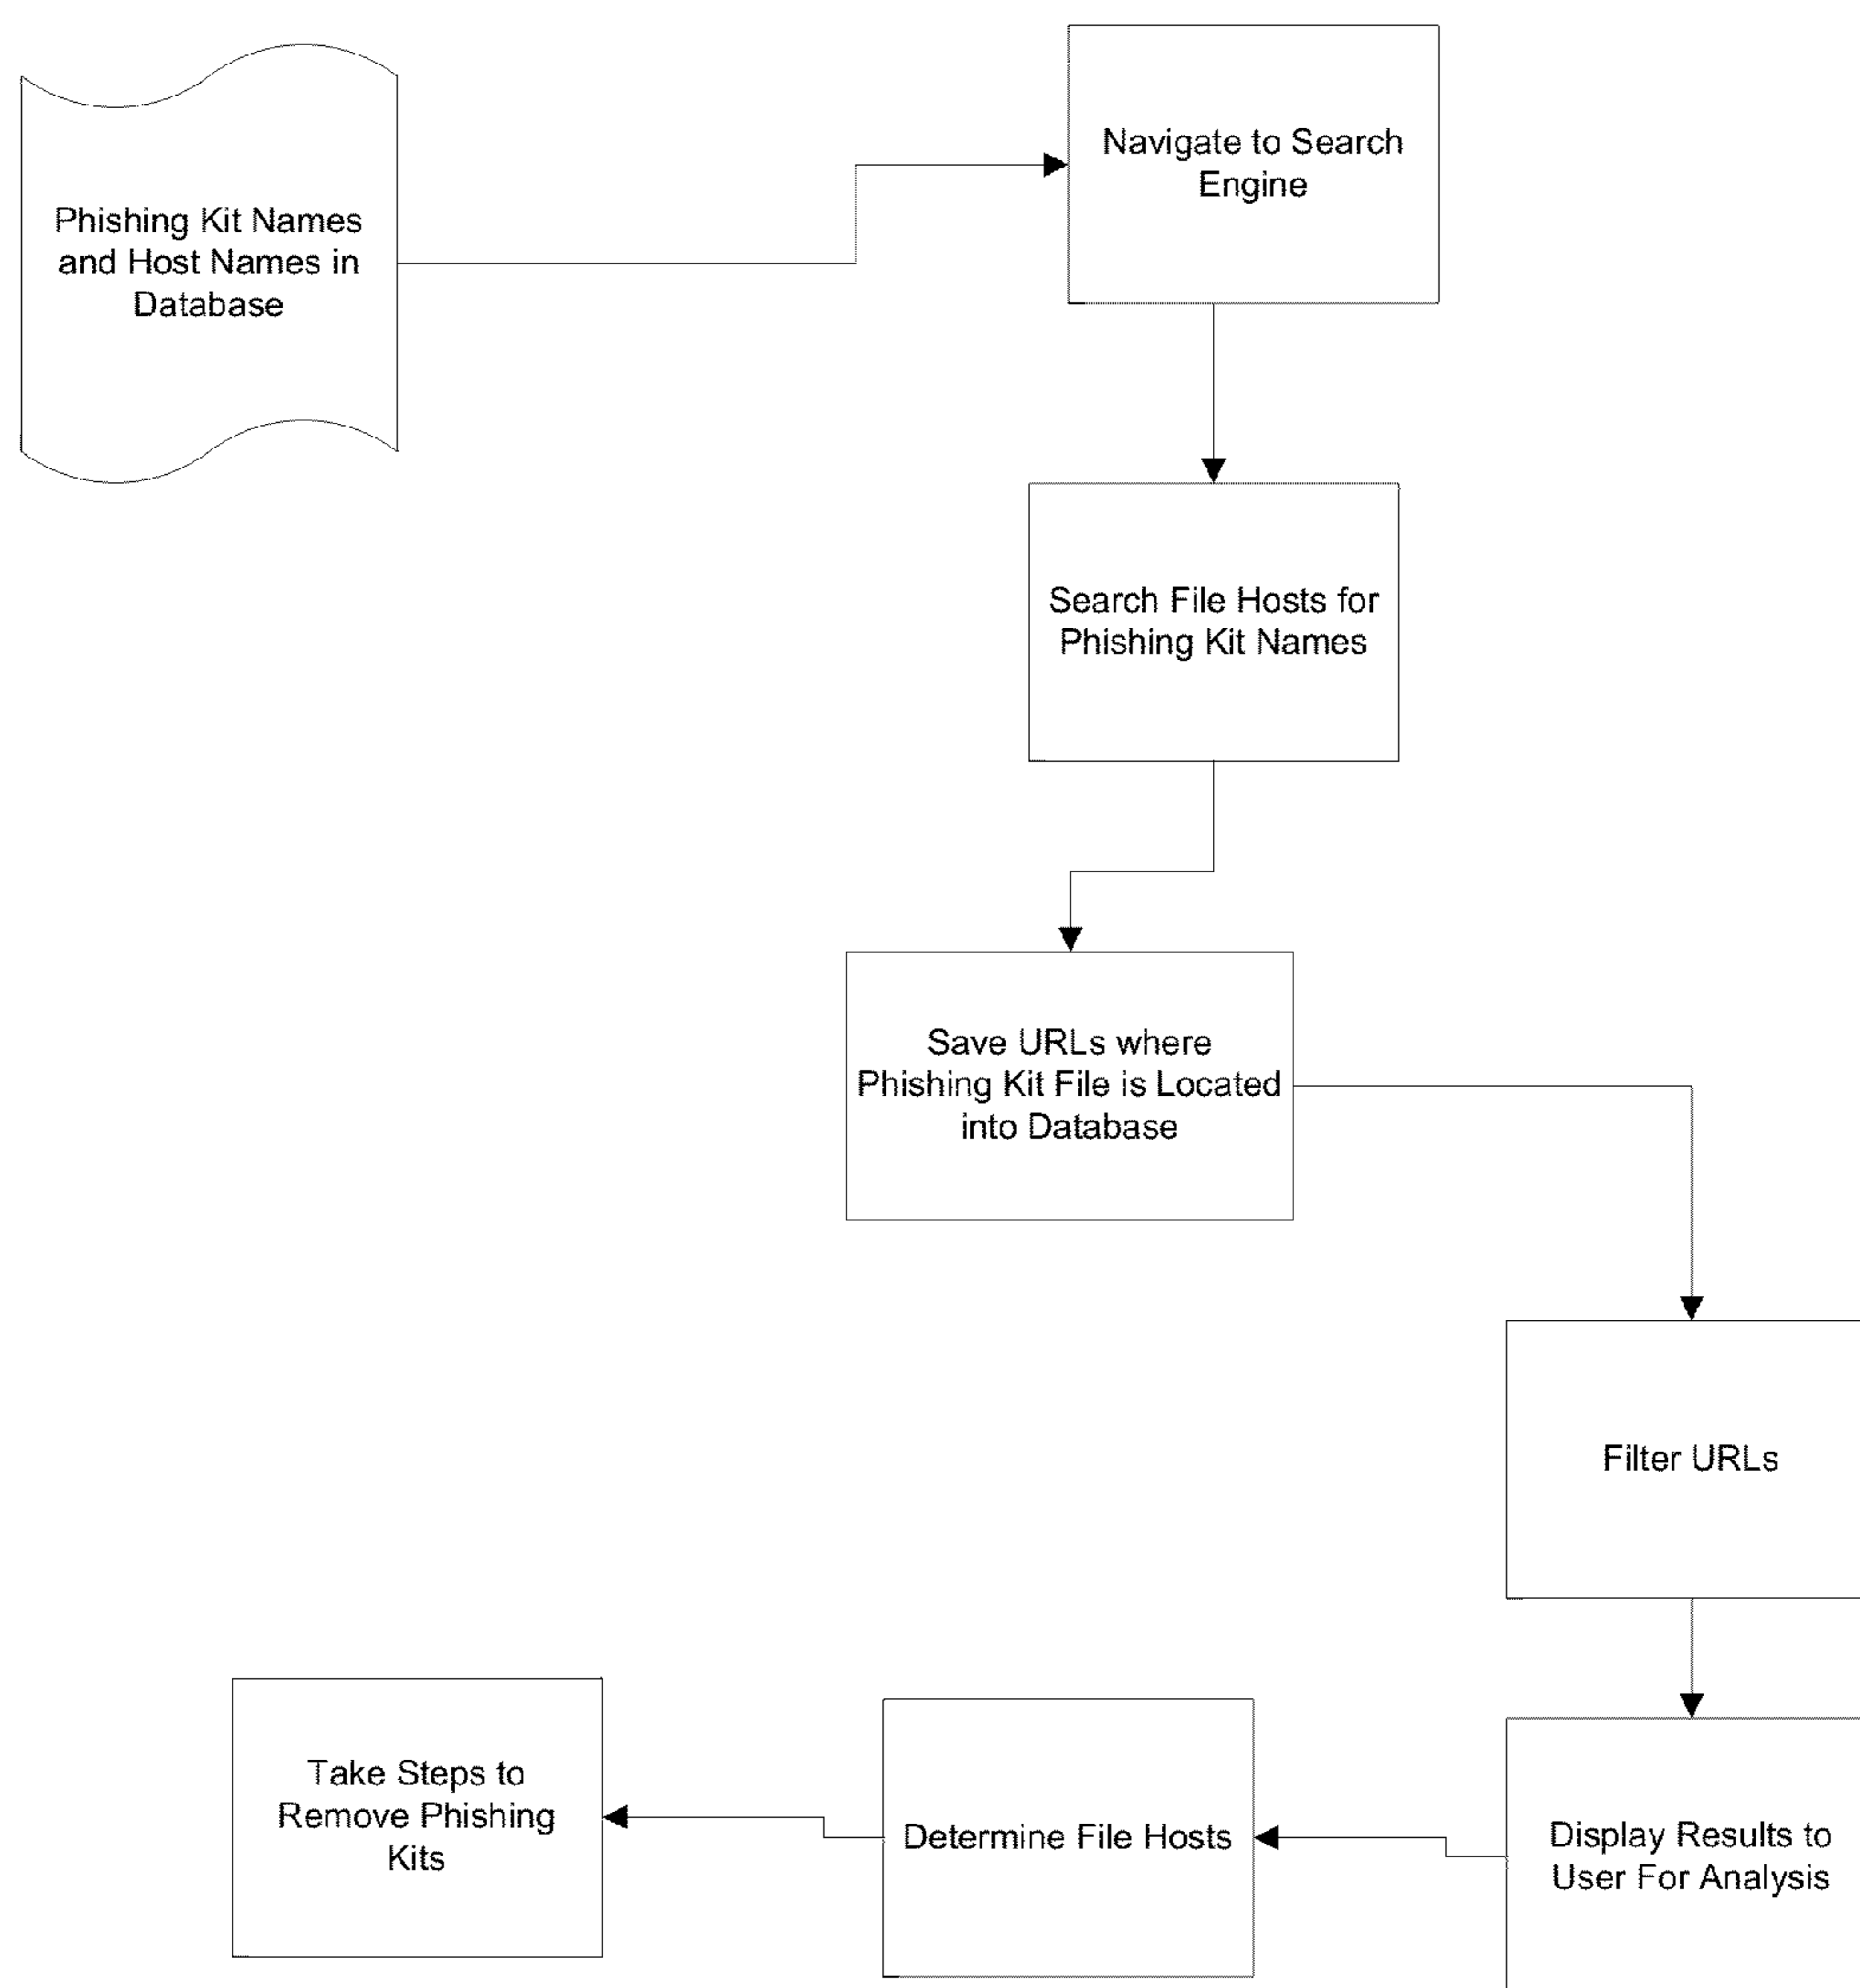 Phishing Kit Names
and Host Names in
Database
Navigate to Search
Engine
Search File Hosts for
Phishing Kit Names
Save URLs where
Phishing Kit File is Located
into Database
Filter URLs
Display Results to
User For Analysis
Determine File Hosts
Take Steps to
Remove Phishing
Kits